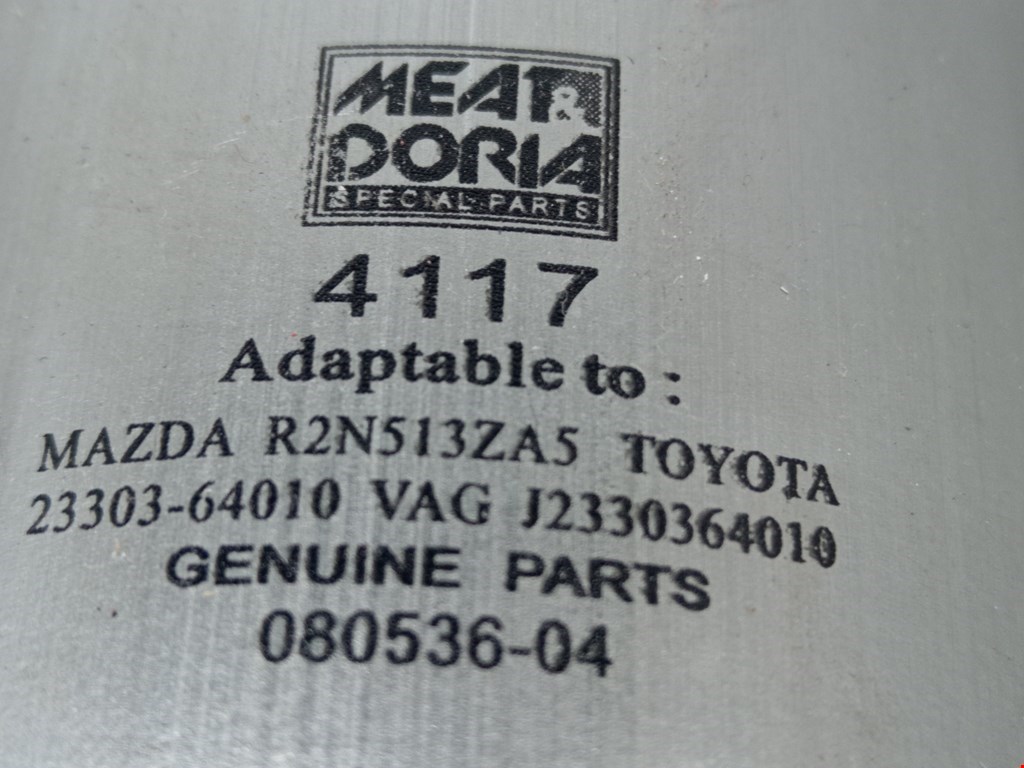 MEAT &
DORIA
SPECIAL PARTS
4117
Adaptable to :
MAZDA R2N513ZA5 TOYOTA
23303-64010 VAG J2330364010
GENUINE PARTS
080536-04